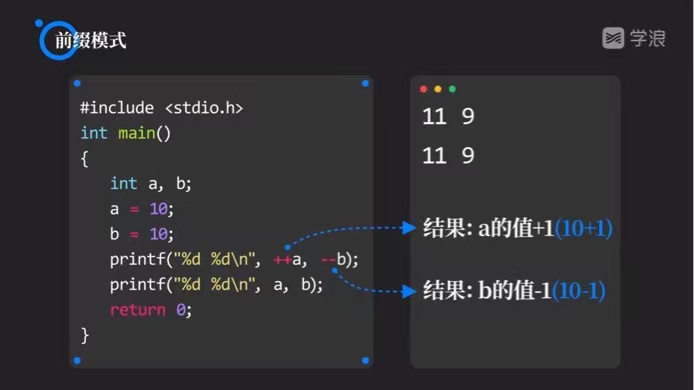 前缀模式
学浪
#include <stdio.h>
int main()
{
int a, b;
a = 10;
b = 10;
printf("%d %d\n", ++a, --b);
printf("%d %d\n", a, b);
return 0;
}
11 9
11 9
结果: a的值+1(10+1)
结果: b的值-1(10-1)